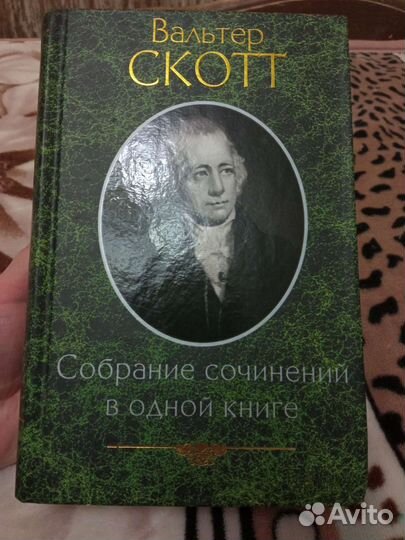 Вальтер
СКОТТ
Собрание сочинений
в одной книге
Avito